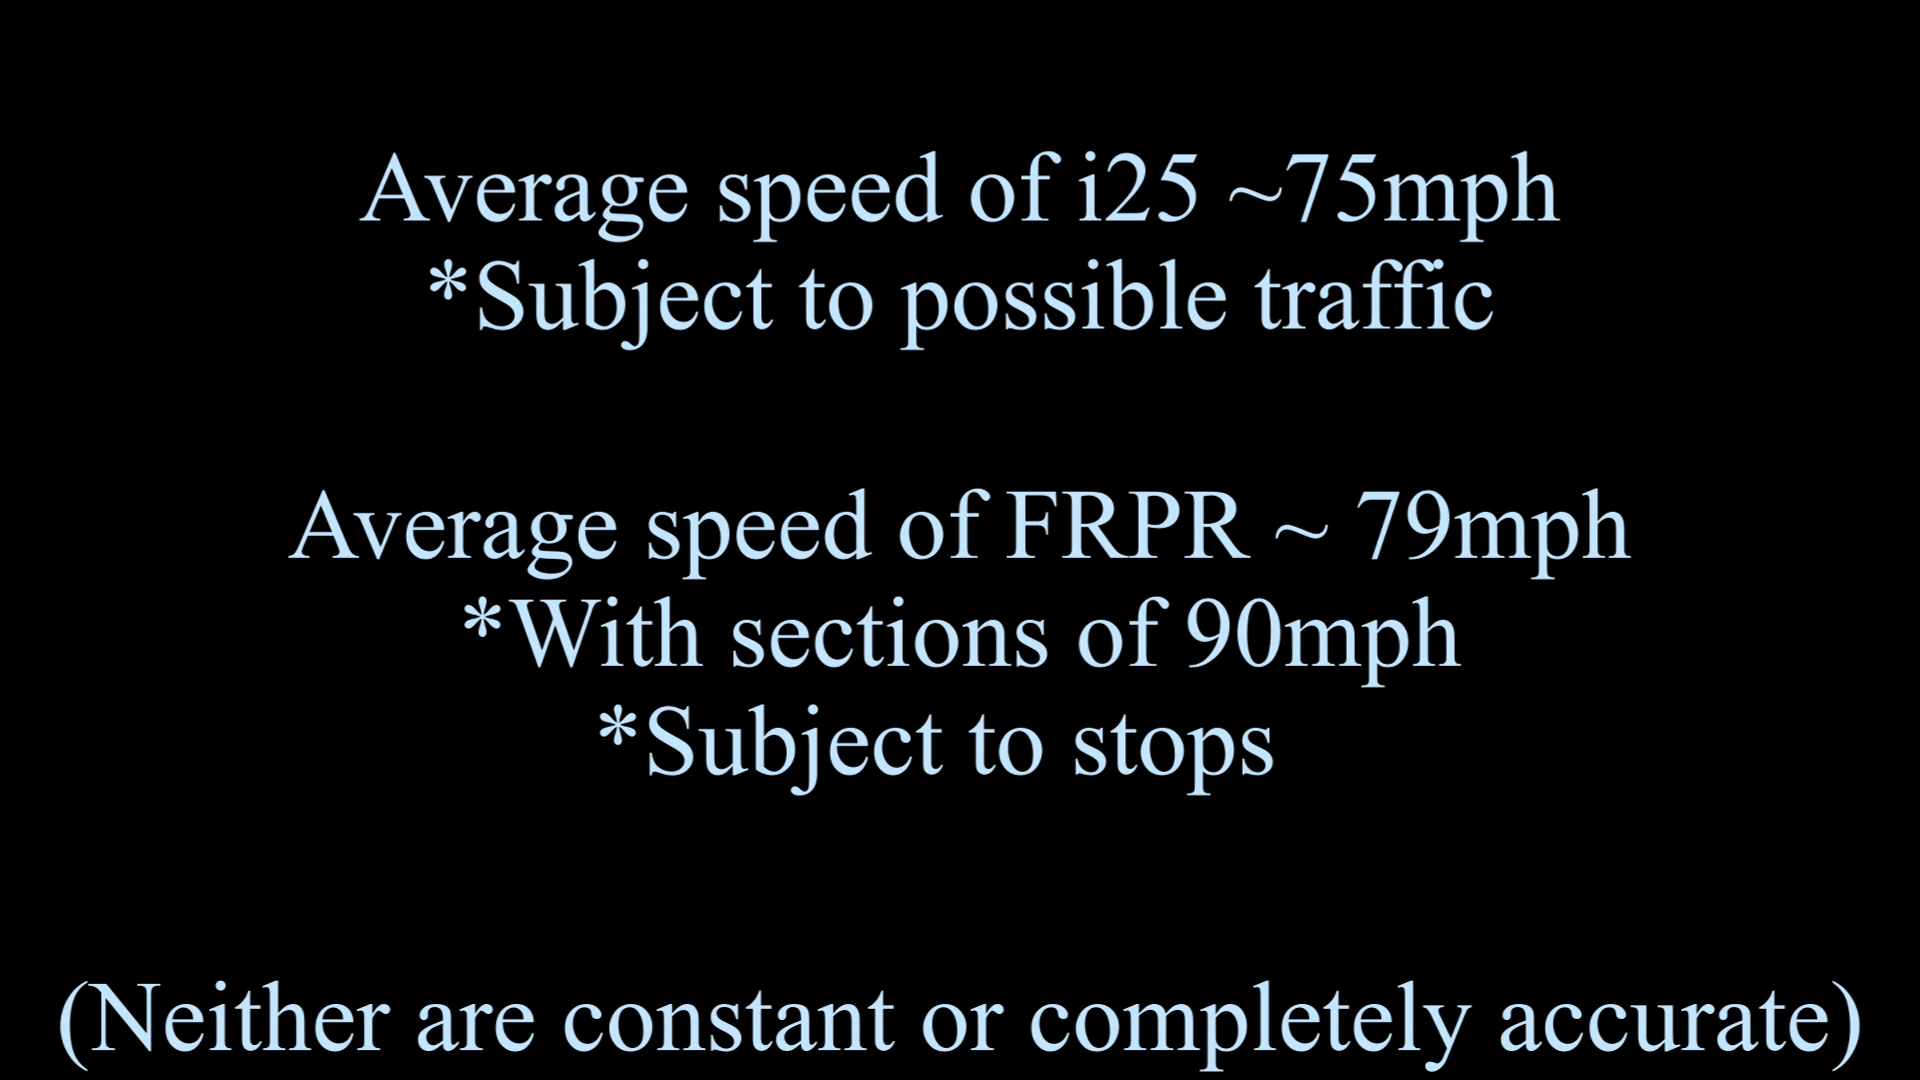 Average speed of i25 ~75mph
*Subject to possible traffic
Average speed of FRPR ~ 79mph
*With sections of 90mph
*Subject to stops
(Neither are constant or completely accurate)